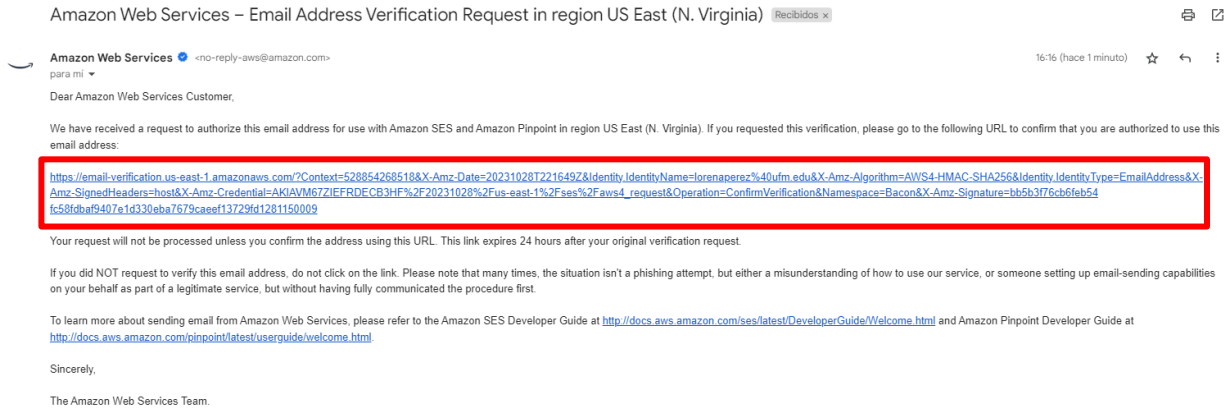 Amazon Web Services – Email Address Verification Request in region US East (N. Virginia) Recibidos x
Amazon Web Services <no-reply-aws@amazon.com> 16:16 (hace 1 minuto)
para mí
Dear Amazon Web Services Customer,
We have received a request to authorize this email address for use with Amazon SES and Amazon Pinpoint in region US East (N. Virginia). If you requested this verification, please go to the following URL to confirm that you are authorized to use this
email address:
https://email-verification.us-east-1.amazonaws.com/?Context=528854268518&X-Amz-Date=20231028T221649Z&Identity.IdentityName=lorenaperez%40ufm.edu&X-Amz-Algorithm=AWS4-HMAC-SHA256&Identity.IdentityType=EmailAddress&X-
Amz-SignedHeaders=host&X-Amz-Credential=AKIAVM67ZIEFRDECB3HF%2F20231028%2Fus-east-1%2Fses%2Faws4_request&Operation=ConfirmVerification&Namespace=Bacon&X-Amz-Signature=bb5b3f76cb6feb54
fc58fdbaf9407e1d330eba7679caeef13729fd1281150009
Your request will not be processed unless you confirm the address using this URL. This link expires 24 hours after your original verification request.
If you did NOT request to verify this email address, do not click on the link. Please note that many times, the situation isn't a phishing attempt, but either a misunderstanding of how to use our service, or someone setting up email-sending capabilities
on your behalf as part of a legitimate service, but without having fully communicated the procedure first.
To learn more about sending email from Amazon Web Services, please refer to the Amazon SES Developer Guide at http://docs.aws.amazon.com/ses/latest/DeveloperGuide/Welcome.html and Amazon Pinpoint Developer Guide at
http://docs.aws.amazon.com/pinpoint/latest/userguide/welcome.html.
Sincerely,
The Amazon Web Services Team.